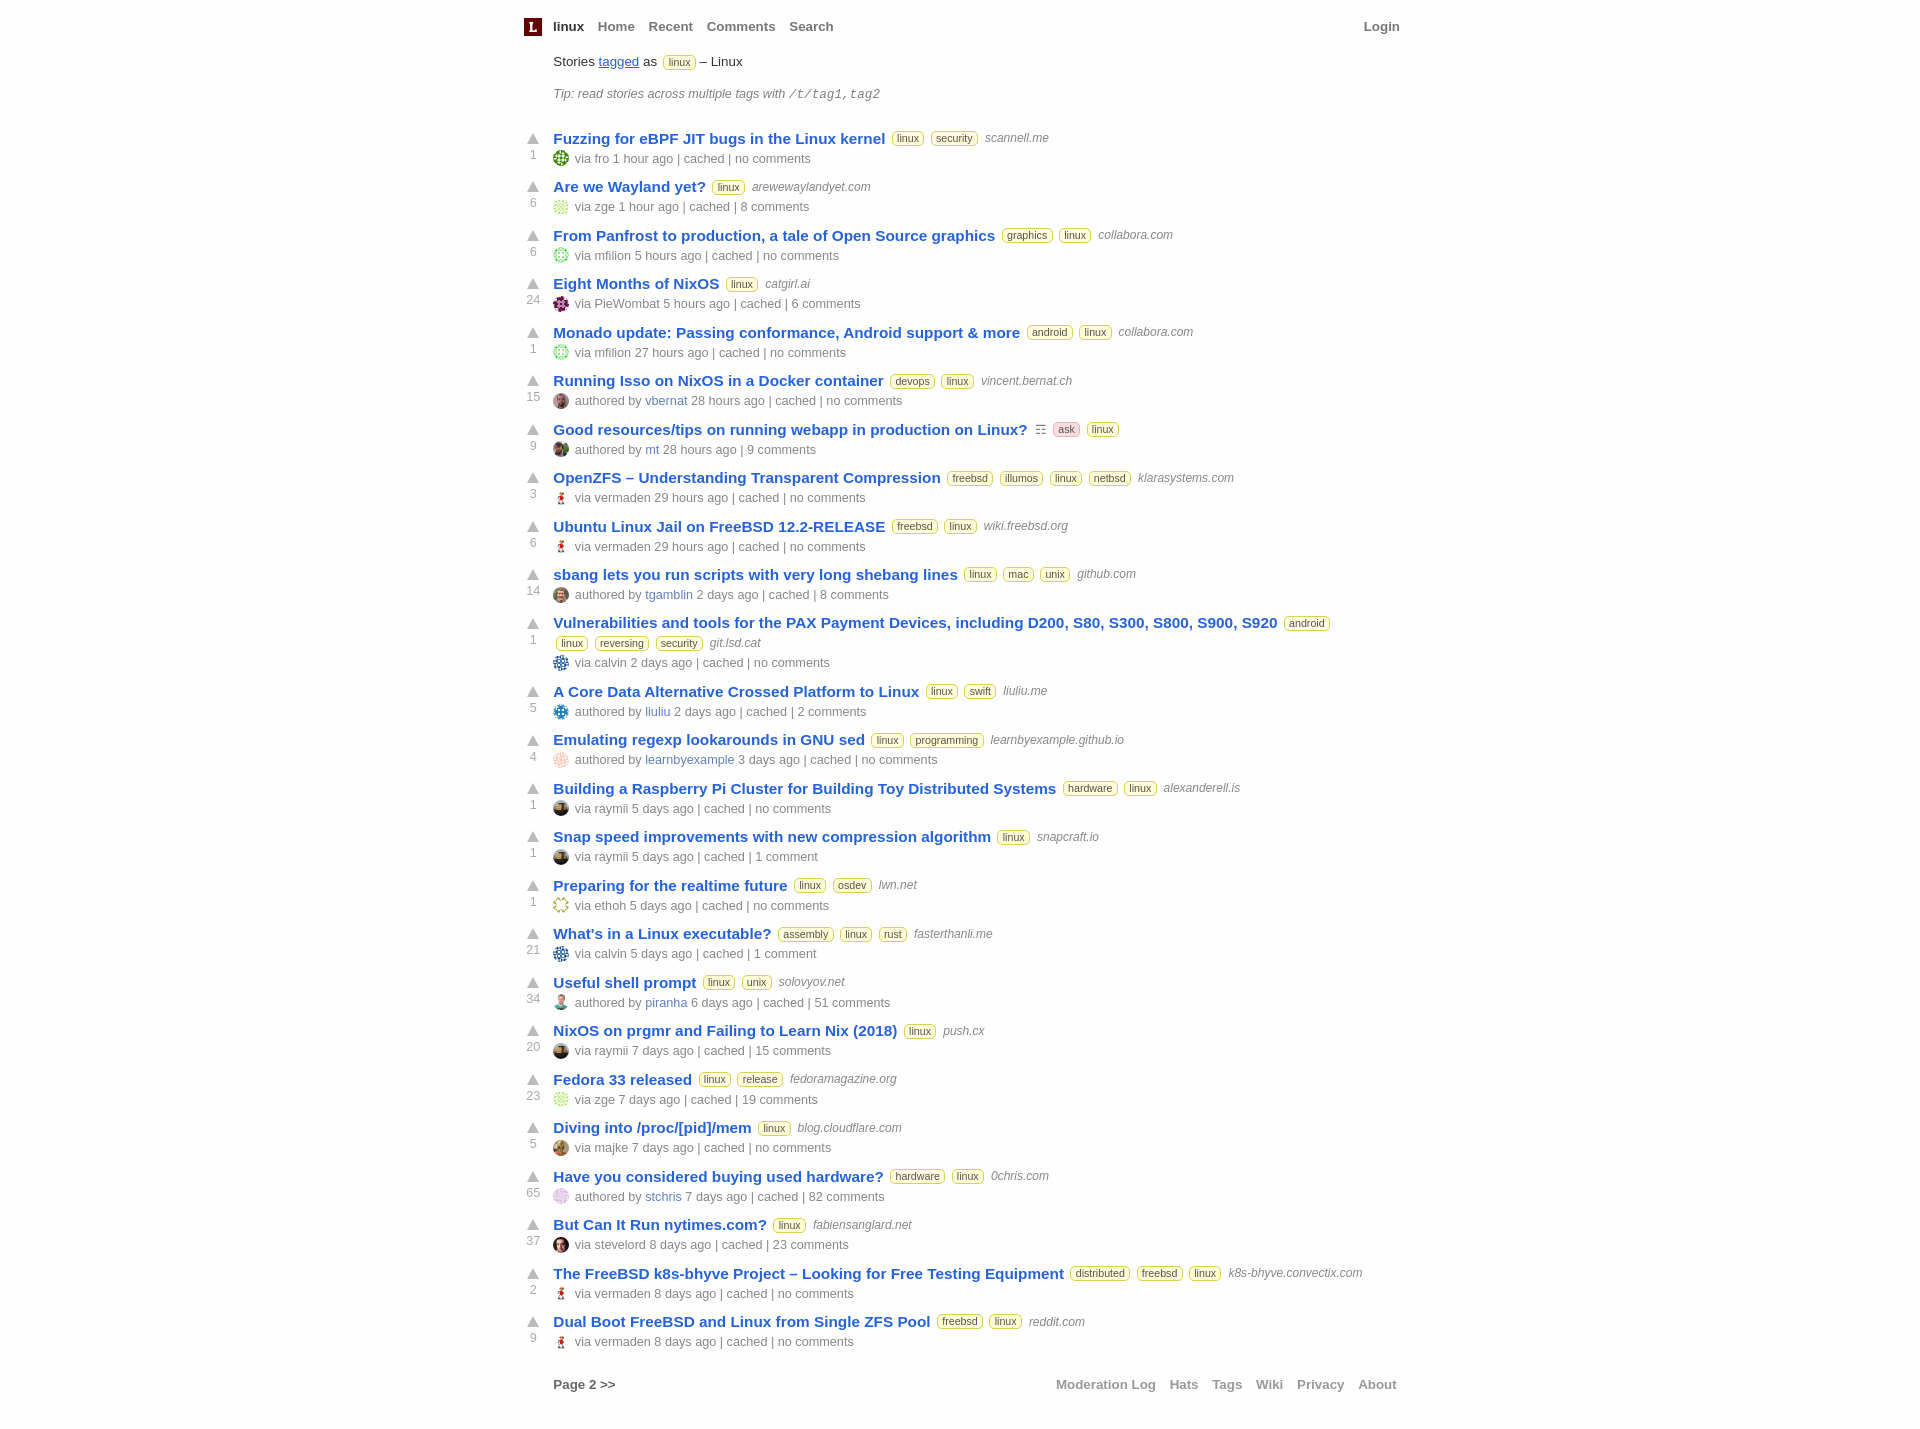 L linux Home Recent Comments Search Login
Stories tagged as linux – Linux
Tip: read stories across multiple tags with /t/tag1,tag2
Fuzzing for eBPF JIT bugs in the Linux kernel linux security scannell.me
1 via fro 1 hour ago | cached | no comments
Are we Wayland yet? linux arewewaylandyet.com
6 via zge 1 hour ago | cached | 8 comments
From Panfrost to production, a tale of Open Source graphics graphics linux collabora.com
6 via mfilion 5 hours ago | cached | no comments
Eight Months of NixOS linux catgirl.ai
24 via PieWombat 5 hours ago | cached | 6 comments
Monado update: Passing conformance, Android support & more android linux collabora.com
1 via mfilion 27 hours ago | cached | no comments
Running Isso on NixOS in a Docker container devops linux vincent.bernat.ch
15 authored by vbernat 28 hours ago | cached | no comments
Good resources/tips on running webapp in production on Linux? ☶ ask linux
9 authored by mt 28 hours ago | 9 comments
OpenZFS – Understanding Transparent Compression freebsd illumos linux netbsd klarasystems.com
3 via vermaden 29 hours ago | cached | no comments
Ubuntu Linux Jail on FreeBSD 12.2-RELEASE freebsd linux wiki.freebsd.org
6 via vermaden 29 hours ago | cached | no comments
sbang lets you run scripts with very long shebang lines linux mac unix github.com
14 authored by tgamblin 2 days ago | cached | 8 comments
Vulnerabilities and tools for the PAX Payment Devices, including D200, S80, S300, S800, S900, S920 android
1 linux reversing security git.lsd.cat
via calvin 2 days ago | cached | no comments
A Core Data Alternative Crossed Platform to Linux linux swift liuliu.me
5 authored by liuliu 2 days ago | cached | 2 comments
Emulating regexp lookarounds in GNU sed linux programming learnbyexample.github.io
4 authored by learnbyexample 3 days ago | cached | no comments
Building a Raspberry Pi Cluster for Building Toy Distributed Systems hardware linux alexanderell.is
1 via raymii 5 days ago | cached | no comments
Snap speed improvements with new compression algorithm linux snapcraft.io
1 via raymii 5 days ago | cached | 1 comment
Preparing for the realtime future linux osdev lwn.net
1 via ethoh 5 days ago | cached | no comments
What's in a Linux executable? assembly linux rust fasterthanli.me
21 via calvin 5 days ago | cached | 1 comment
Useful shell prompt linux unix solovyov.net
34 authored by piranha 6 days ago | cached | 51 comments
NixOS on prgmr and Failing to Learn Nix (2018) linux push.cx
20 via raymii 7 days ago | cached | 15 comments
Fedora 33 released linux release fedoramagazine.org
23 via zge 7 days ago | cached | 19 comments
Diving into /proc/[pid]/mem linux blog.cloudflare.com
5 via majke 7 days ago | cached | no comments
Have you considered buying used hardware? hardware linux 0chris.com
65 authored by stchris 7 days ago | cached | 82 comments
But Can It Run nytimes.com? linux fabiensanglard.net
37 via stevelord 8 days ago | cached | 23 comments
The FreeBSD k8s-bhyve Project – Looking for Free Testing Equipment distributed freebsd linux k8s-bhyve.convectix.com
2 via vermaden 8 days ago | cached | no comments
Dual Boot FreeBSD and Linux from Single ZFS Pool freebsd linux reddit.com
9 via vermaden 8 days ago | cached | no comments
Page 2 >> Moderation Log Hats Tags Wiki Privacy About